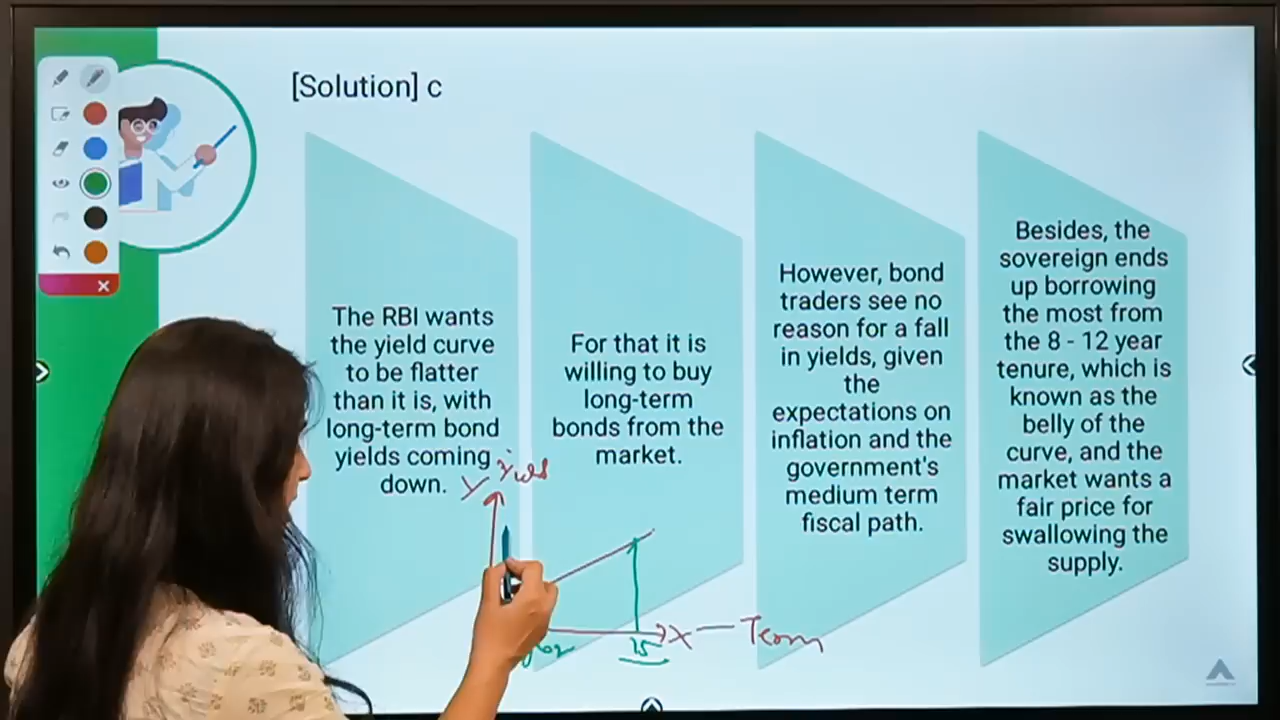 [Solution] c
The RBI wants
the yield curve
to be flatter
than it is, with
long-term bond
yields coming
down.
For that it is
willing to buy
long-term
bonds from the
market.
However, bond
traders see no
reason for a fall
in yields, given
the
expectations on
inflation and the
government's
medium term
fiscal path.
Besides, the
sovereign ends
up borrowing
the most from
the 8 - 12 year
tenure, which is
known as the
belly of the
curve, and the
market wants a
fair price for
swallowing the
supply.
Y
15
X — Term